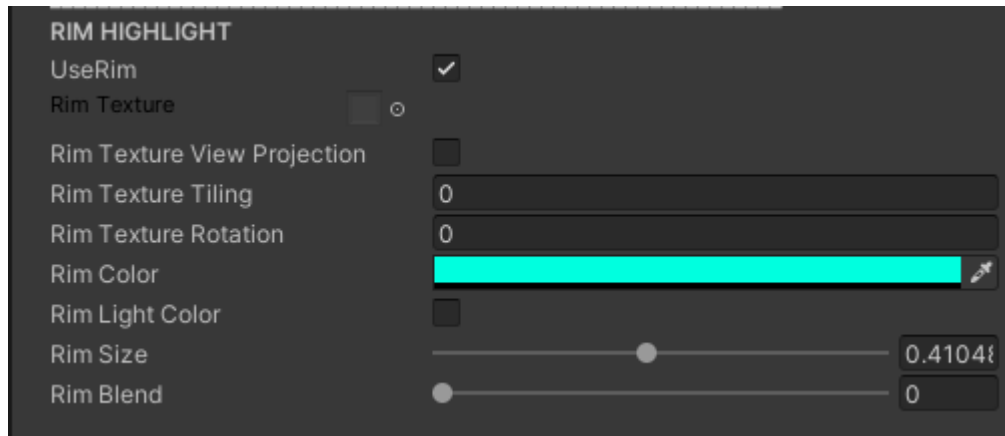 RIM HIGHLIGHT
UseRim
Rim Texture
Rim Texture View Projection
Rim Texture Tiling 0
Rim Texture Rotation 0
Rim Color
Rim Light Color
Rim Size 0.41048
Rim Blend 0